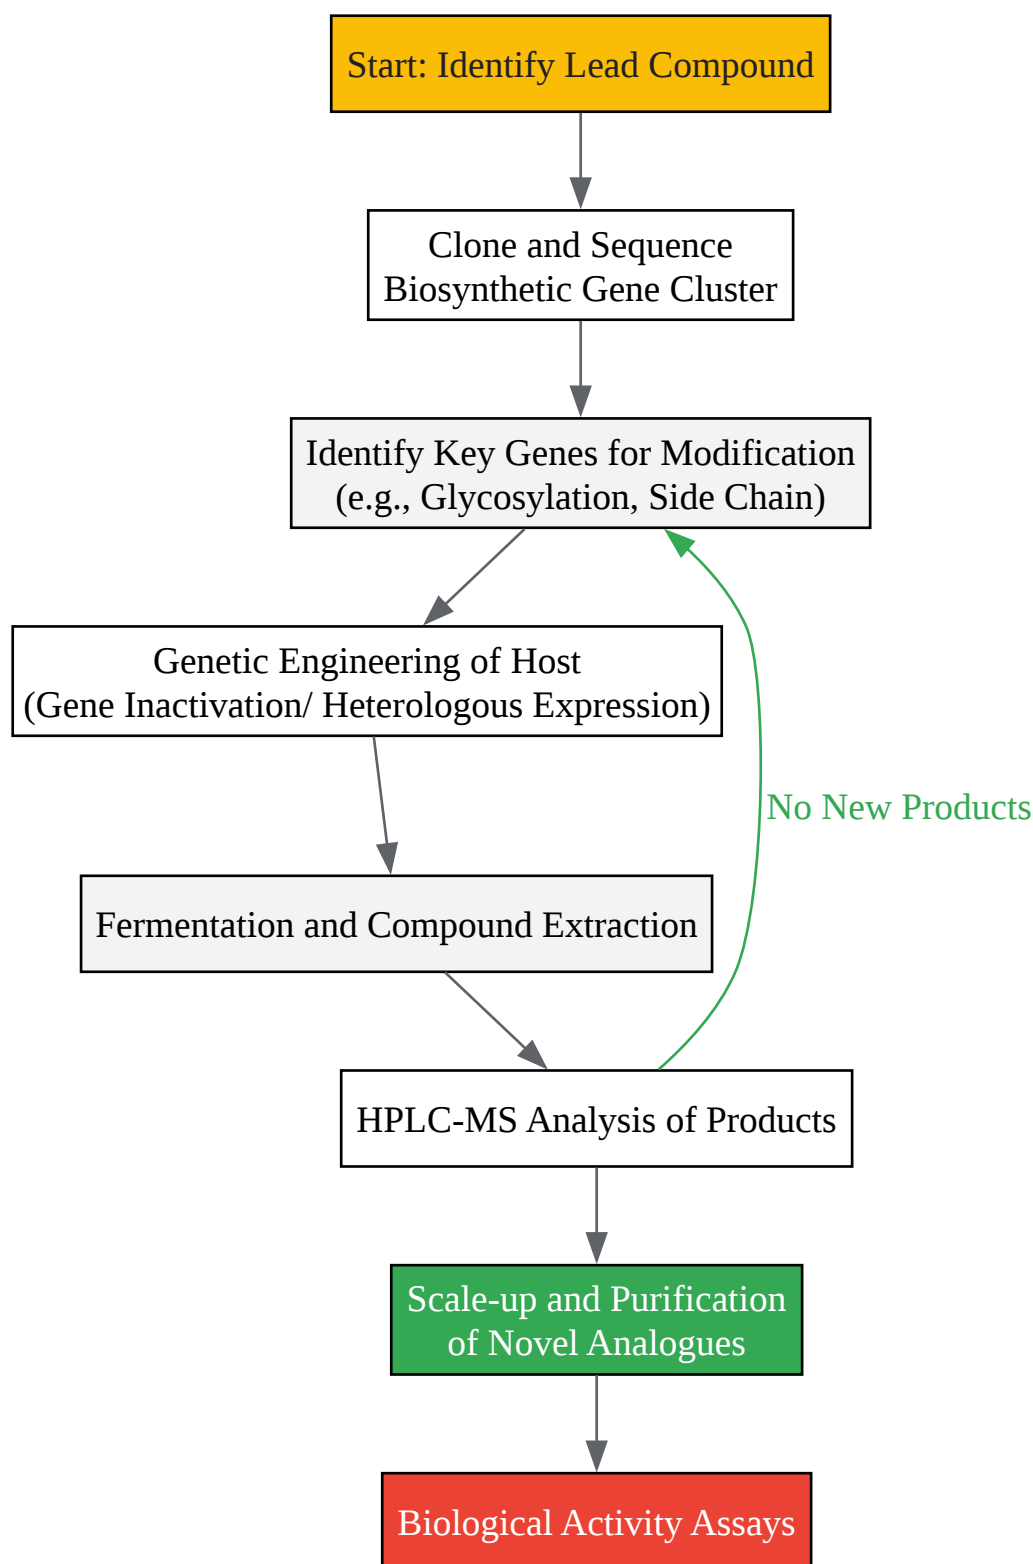 Start: Identify Lead Compound
Clone and Sequence
Biosynthetic Gene Cluster
Identify Key Genes for Modification
(e.g., Glycosylation, Side Chain)
Genetic Engineering of Host
(Gene Inactivation/ Heterologous Expression)
No New Products
Fermentation and Compound Extraction
HPLC-MS Analysis of Products
Scale-up and Purification
of Novel Analogues
Biological Activity Assays